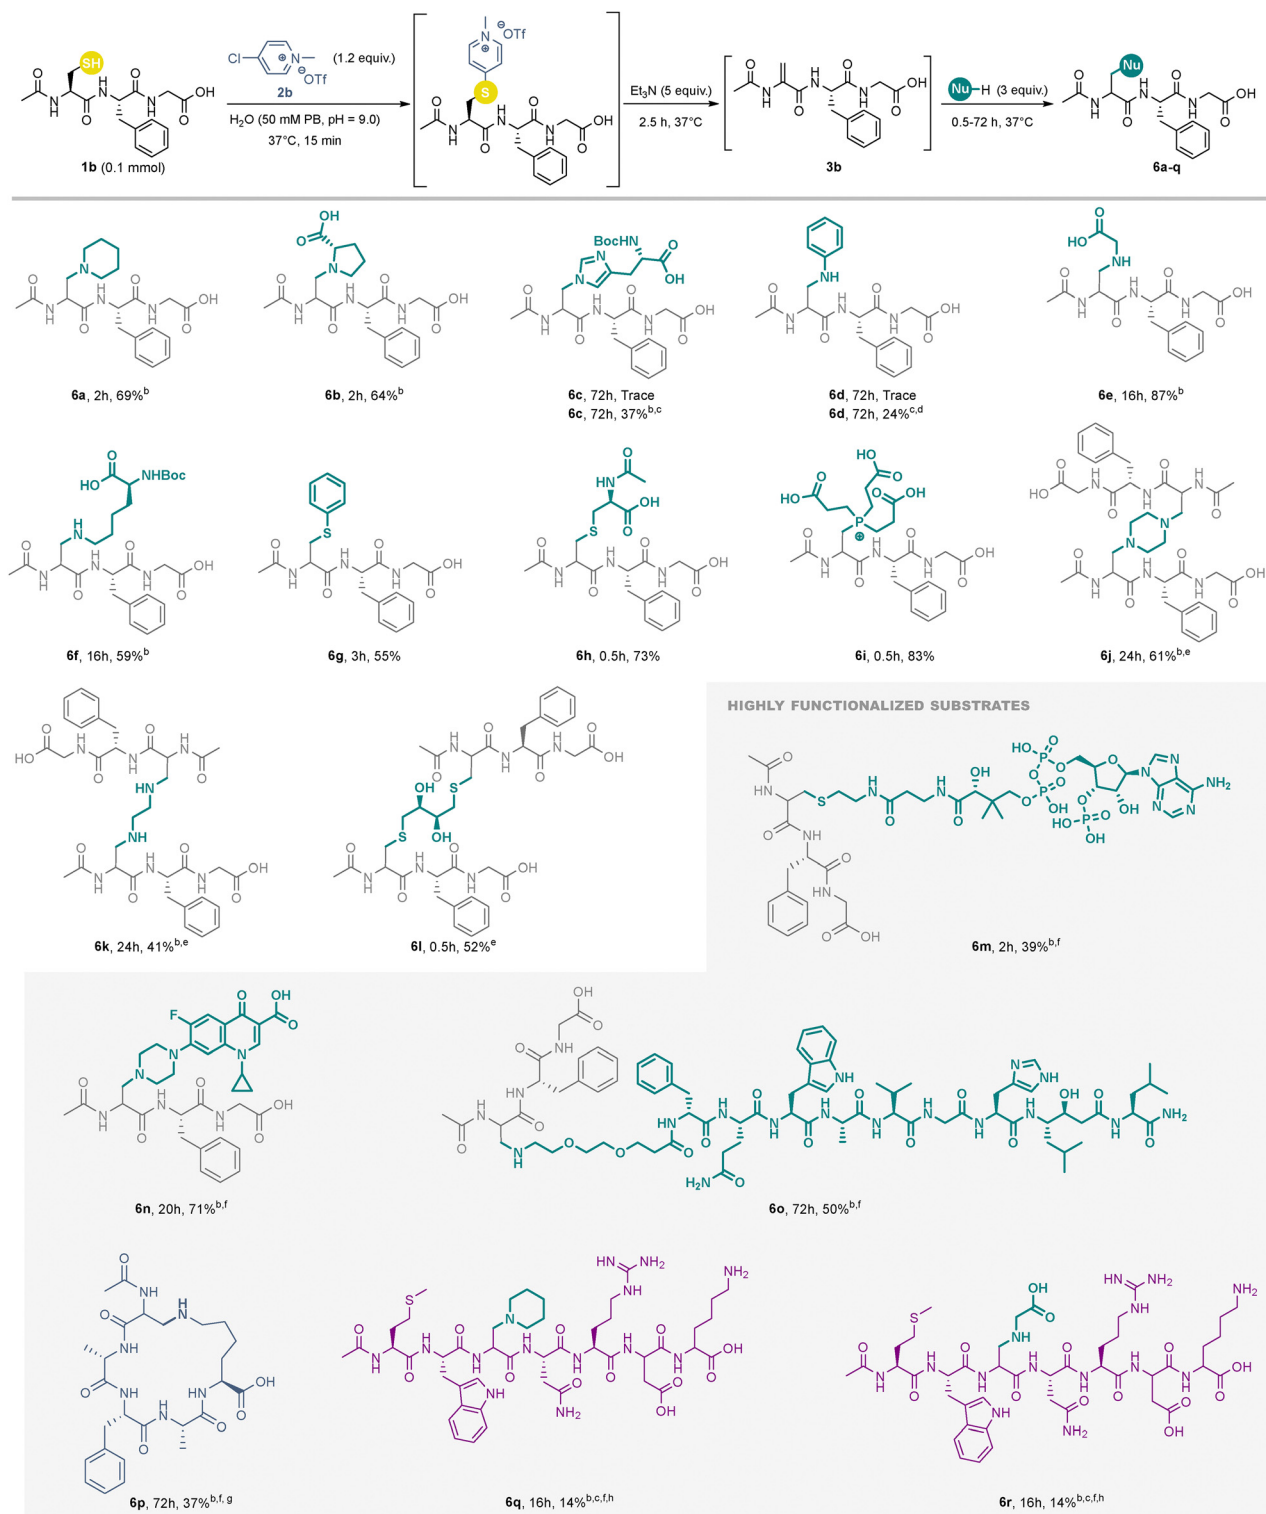 SH
Cl
N+
⊖OTf
(1.2 equiv.)
2b
H2O (50 mM PB, pH = 9.0)
37°C, 15 min
1b (0.1 mmol)
⊖OTf
S
Et3N (5 equiv.)
2.5 h, 37°C
3b
Nu–H (3 equiv.)
0.5-72 h, 37°C
Nu
6a-q
6a, 2h, 69%b
6b, 2h, 64%b
6c, 72h, Trace
6c, 72h, 37%b,c
6d, 72h, Trace
6d, 72h, 24%c,d
6e, 16h, 87%b
6f, 16h, 59%b
6g, 3h, 55%
6h, 0.5h, 73%
6i, 0.5h, 83%
6j, 24h, 61%b,e
6k, 24h, 41%b,e
6l, 0.5h, 52%e
HIGHLY FUNCTIONALIZED SUBSTRATES
6m, 2h, 39%b,f
6n, 20h, 71%b,f
6o, 72h, 50%b,f
6p, 72h, 37%b,f, g
6q, 16h, 14%b,c,f,h
6r, 16h, 14%b,c,f,h